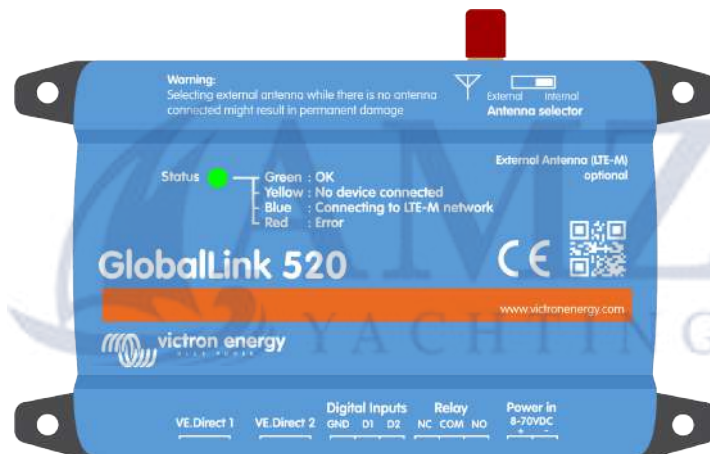 Warning:
Selecting external antenna while there is no antenna
connected might result in permanent damage
External Internal
Antenna selector
External Antenna (LTE-M)
optional
Status
Green : OK
Yellow : No device connected
Blue : Connecting to LTE-M network
Red : Error
GlobalLink 520
CE
www.victronenergy.com
victron energy
BLUE POWER
AMZ
YACHTING
VE.Direct 1
VE.Direct 2
Digital Inputs
GND D1 D2
Relay
NC COM NO
Power in
8-70VDC
+ -